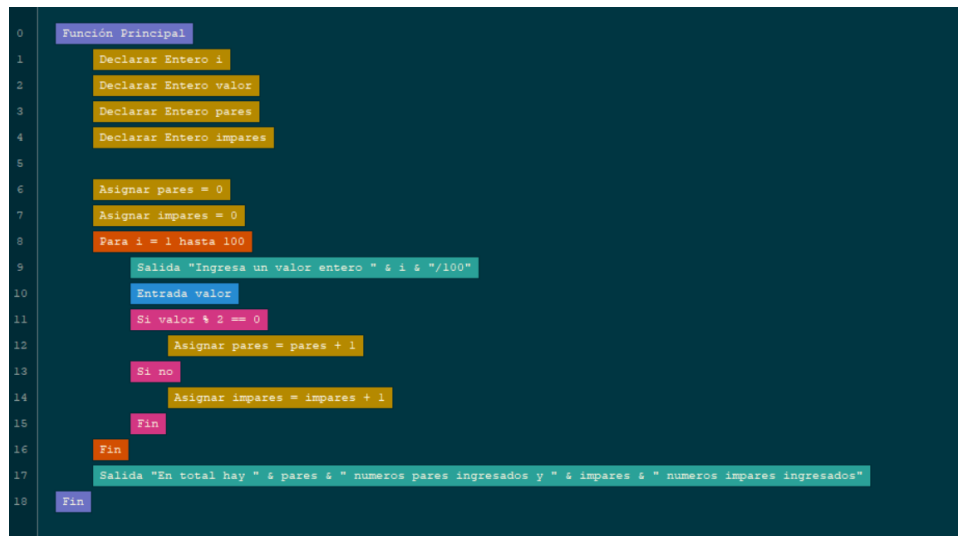 0 Función Principal
1 Declarar Entero i
2 Declarar Entero valor
3 Declarar Entero pares
4 Declarar Entero impares
5
6 Asignar pares = 0
7 Asignar impares = 0
8 Para i = 1 hasta 100
9 Salida "Ingresa un valor entero " & i & "/100"
10 Entrada valor
11 Si valor % 2 == 0
12 Asignar pares = pares + 1
13 Si no
14 Asignar impares = impares + 1
15 Fin
16 Fin
17 Salida "En total hay " & pares & " numeros pares ingresados y " & impares & " numeros impares ingresados"
18 Fin